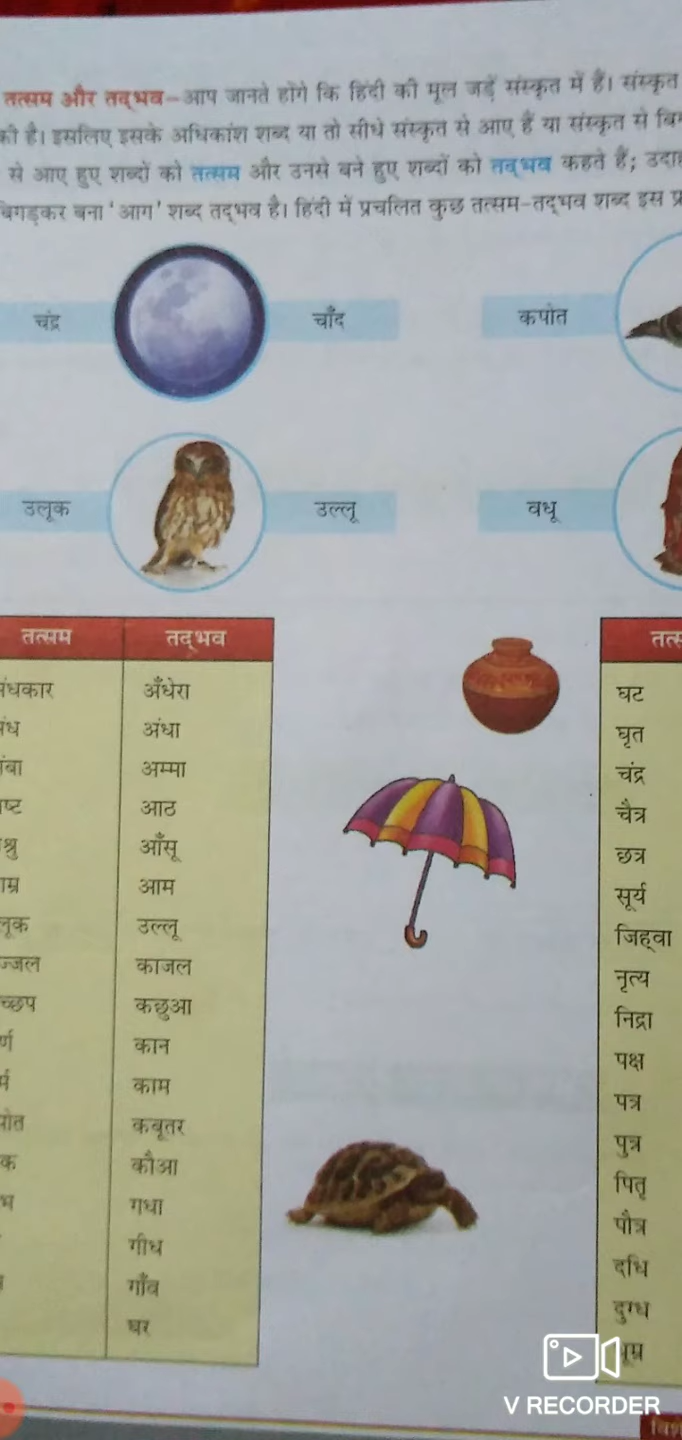 तत्सम और तद्भव–आप जानते होंगे कि हिंदी की मूल जड़ें संस्कृत में हैं। संस्कृत
की है। इसलिए इसके अधिकांश शब्द या तो सीधे संस्कृत से आए हैं या संस्कृत से
से आए हुए शब्दों को तत्सम और उनसे बने हुए शब्दों को तद्भव कहते हैं;
बिगड़कर बना 'आग' शब्द तद्भव है। हिंदी में प्रचलित कुछ तत्सम-तद्भव शब्द इस
चंद्र चाँद कपोत
उलूक उल्लू वधू
तत्सम तद्भव
अँधेरा
अंधा
अम्मा
आठ
आँसू
आम
उल्लू
काजल
कछुआ
कान
काम
कबूतर
कौआ
गधा
गीध
गाँव
घर
घट
घृत
चंद्र
चैत्र
छत्र
सूर्य
जिह्वा
नृत्य
निद्रा
पक्ष
पत्र
पुत्र
पितृ
पौत्र
दधि
दुग्ध
V RECORDER